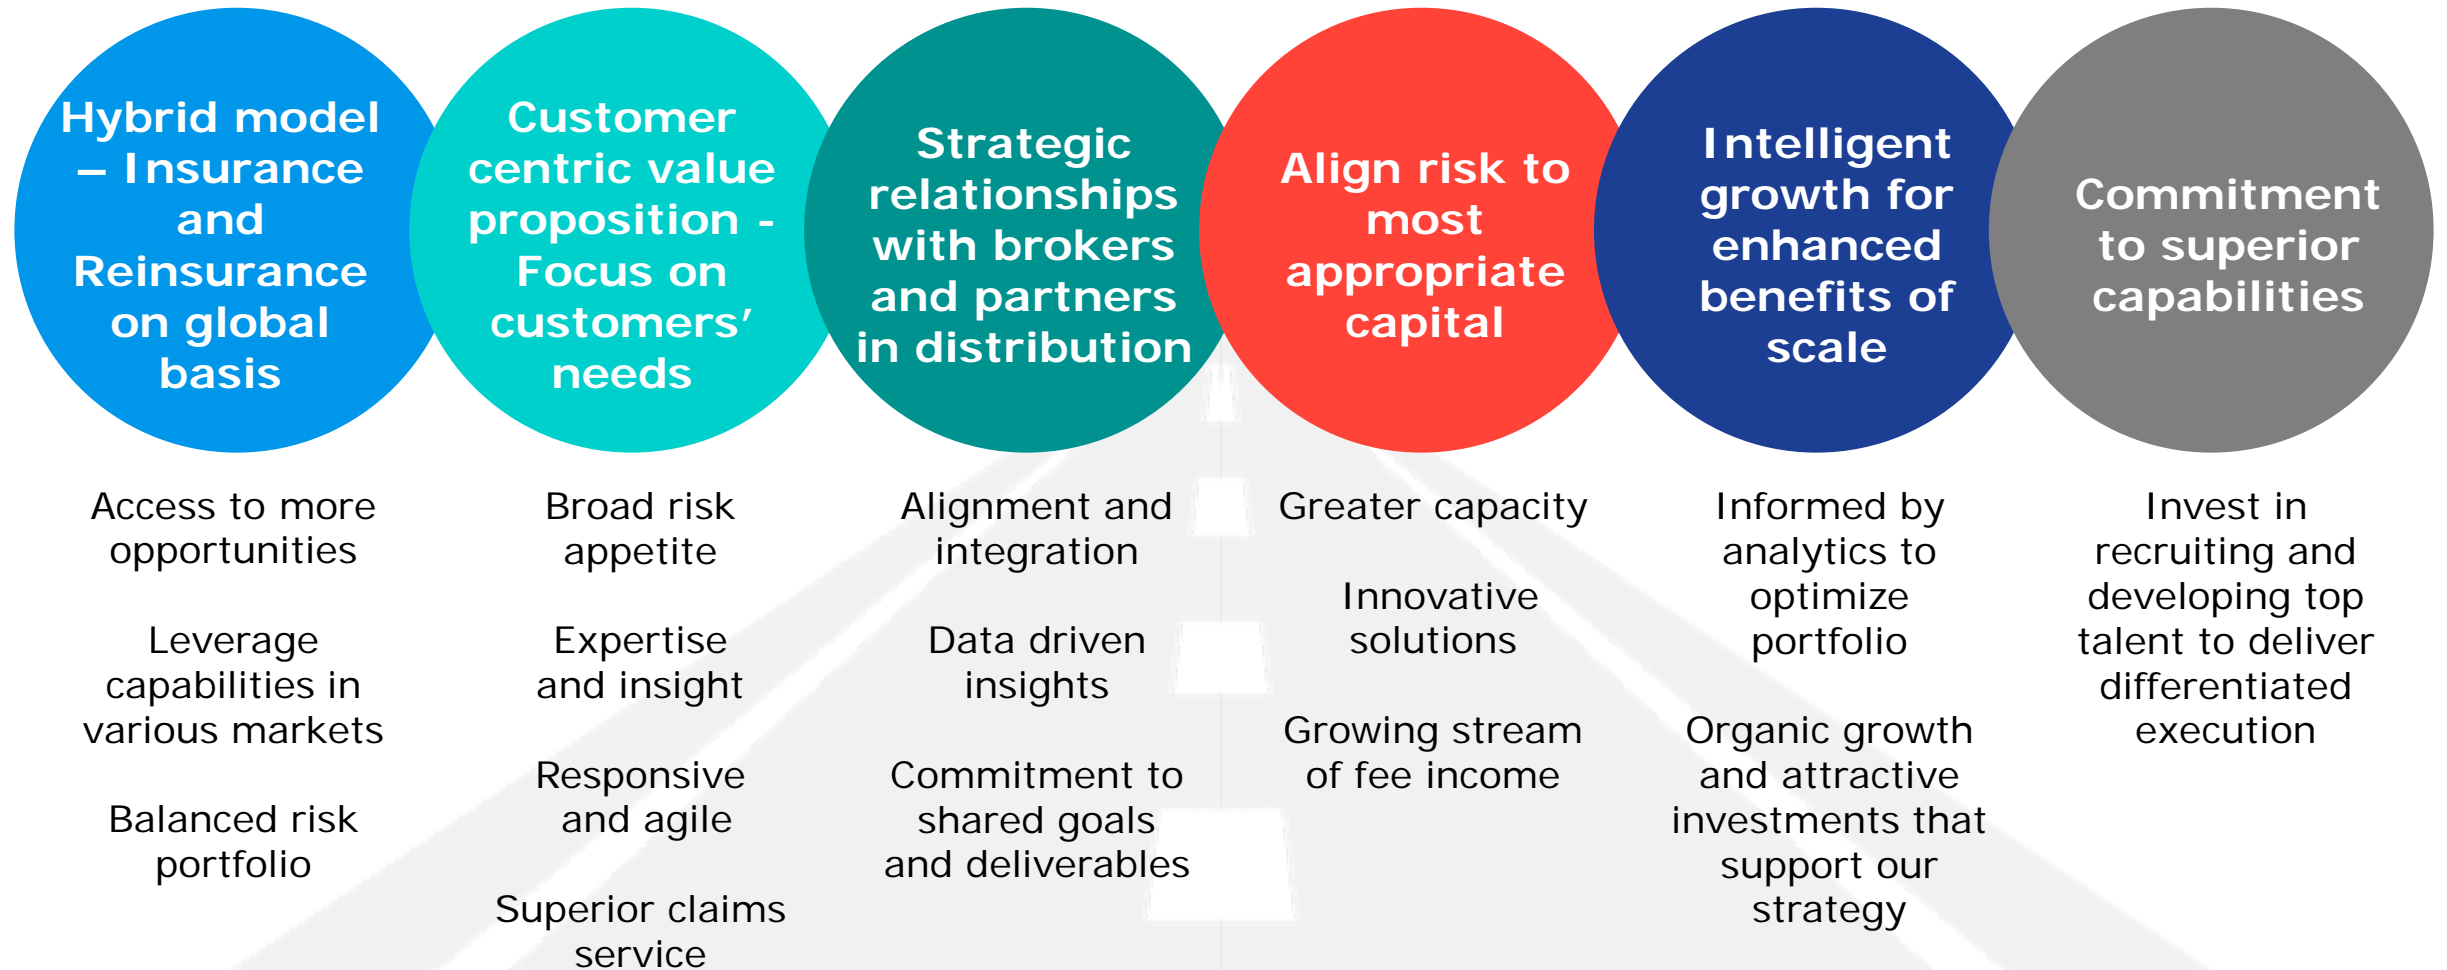 Hybrid model
– Insurance
and
Reinsurance
on global
basis
Customer
centric value
proposition -
Focus on
customers’
needs
Strategic
relationships
with brokers
and partners
in distribution
Align risk to
most
appropriate
capital
Intelligent
growth for
enhanced
benefits of
scale
Commitment
to superior
capabilities
Access to more
opportunities
Leverage
capabilities in
various markets
Balanced risk
portfolio
Broad risk
appetite
Expertise
and insight
Responsive
and agile
Superior claims
service
Alignment and
integration
Data driven
insights
Commitment to
shared goals
and deliverables
Greater capacity
Innovative
solutions
Growing stream
of fee income
Informed by
analytics to
optimize
portfolio
Organic growth
and attractive
investments that
support our
strategy
Invest in
recruiting and
developing top
talent to deliver
differentiated
execution